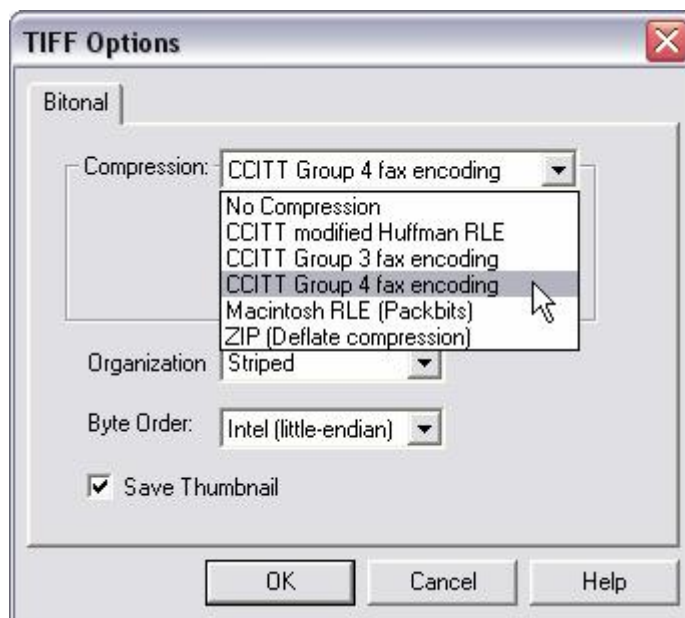 TIFF Options
Bitonal
Compression: CCITT Group 4 fax encoding
No Compression
CCITT modified Huffman RLE
CCITT Group 3 fax encoding
CCITT Group 4 fax encoding
Macintosh RLE (Packbits)
ZIP (Deflate compression)
Organization Striped
Byte Order: Intel (little-endian)
Save Thumbnail
OK Cancel Help